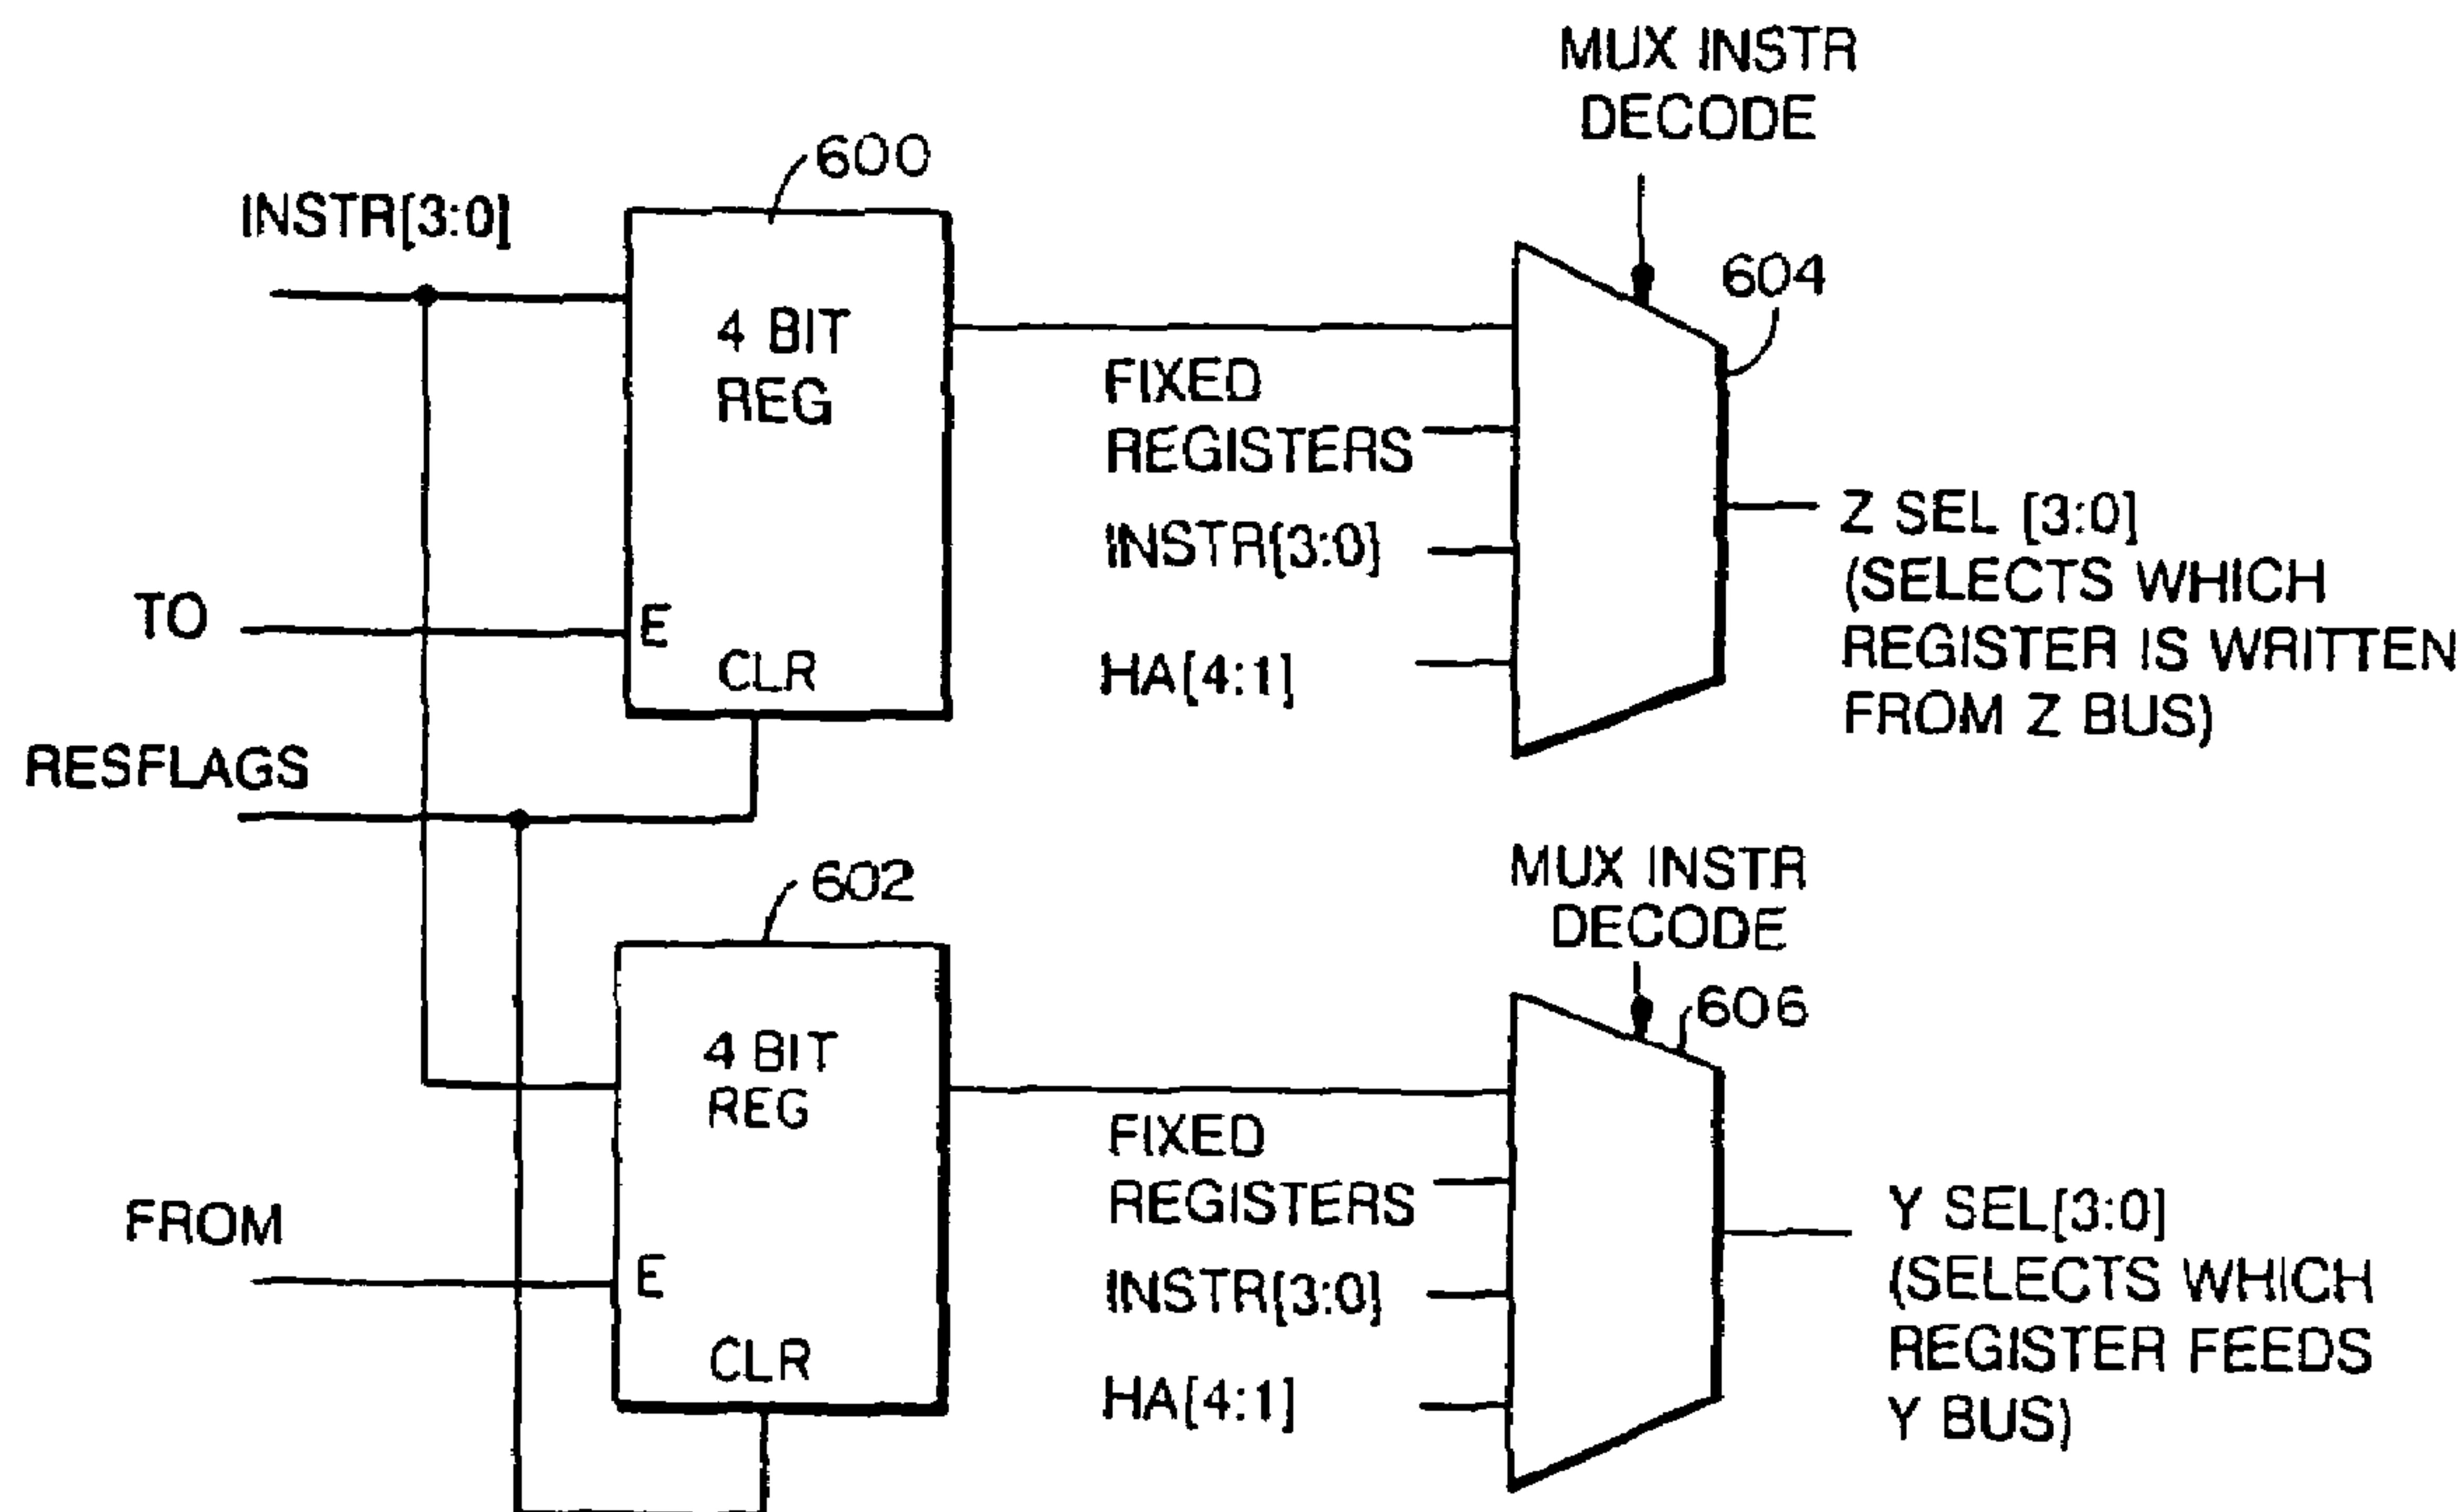 MUX INSTR
DECODE
600
INSTR[3:0]
604
4 BIT
REG
FIXED
REGISTERS
Z SEL [3:0]
(SELECTS WHICH
REGISTER IS WRITTEN
FROM Z BUS)
INSTR[3:0]
TO
E
CLR
HA[4:1]
RESFLAGS
MUX INSTR
DECODE
602
606
4 BIT
REG
FIXED
REGISTERS
Y SEL[3:0]
(SELECTS WHICH
REGISTER FEEDS
Y BUS)
FROM
E
INSTR[3:0]
CLR
HA[4:1]